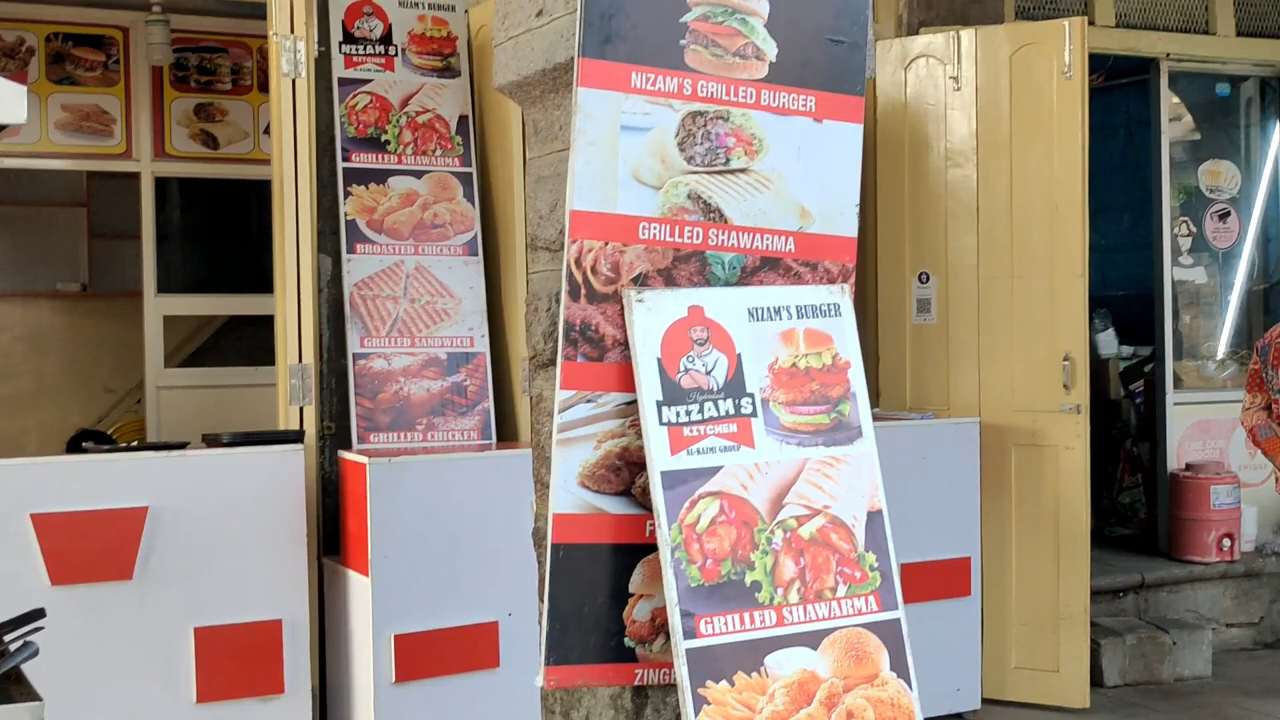 NIZAM'S BURGER
NIZAM'S
KITCHEN
AL-KAZMI GROUP
GRILLED SHAWARMA
BROASTED CHICKEN
GRILLED SANDWICH
GRILLED CHICKEN
NIZAM'S GRILLED BURGER
GRILLED SHAWARMA
F
ZINGE
NIZAM'S BURGER
Hyderabadi
NIZAM'S
KITCHEN
AL-KAZMI GROUP
GRILLED SHAWARMA